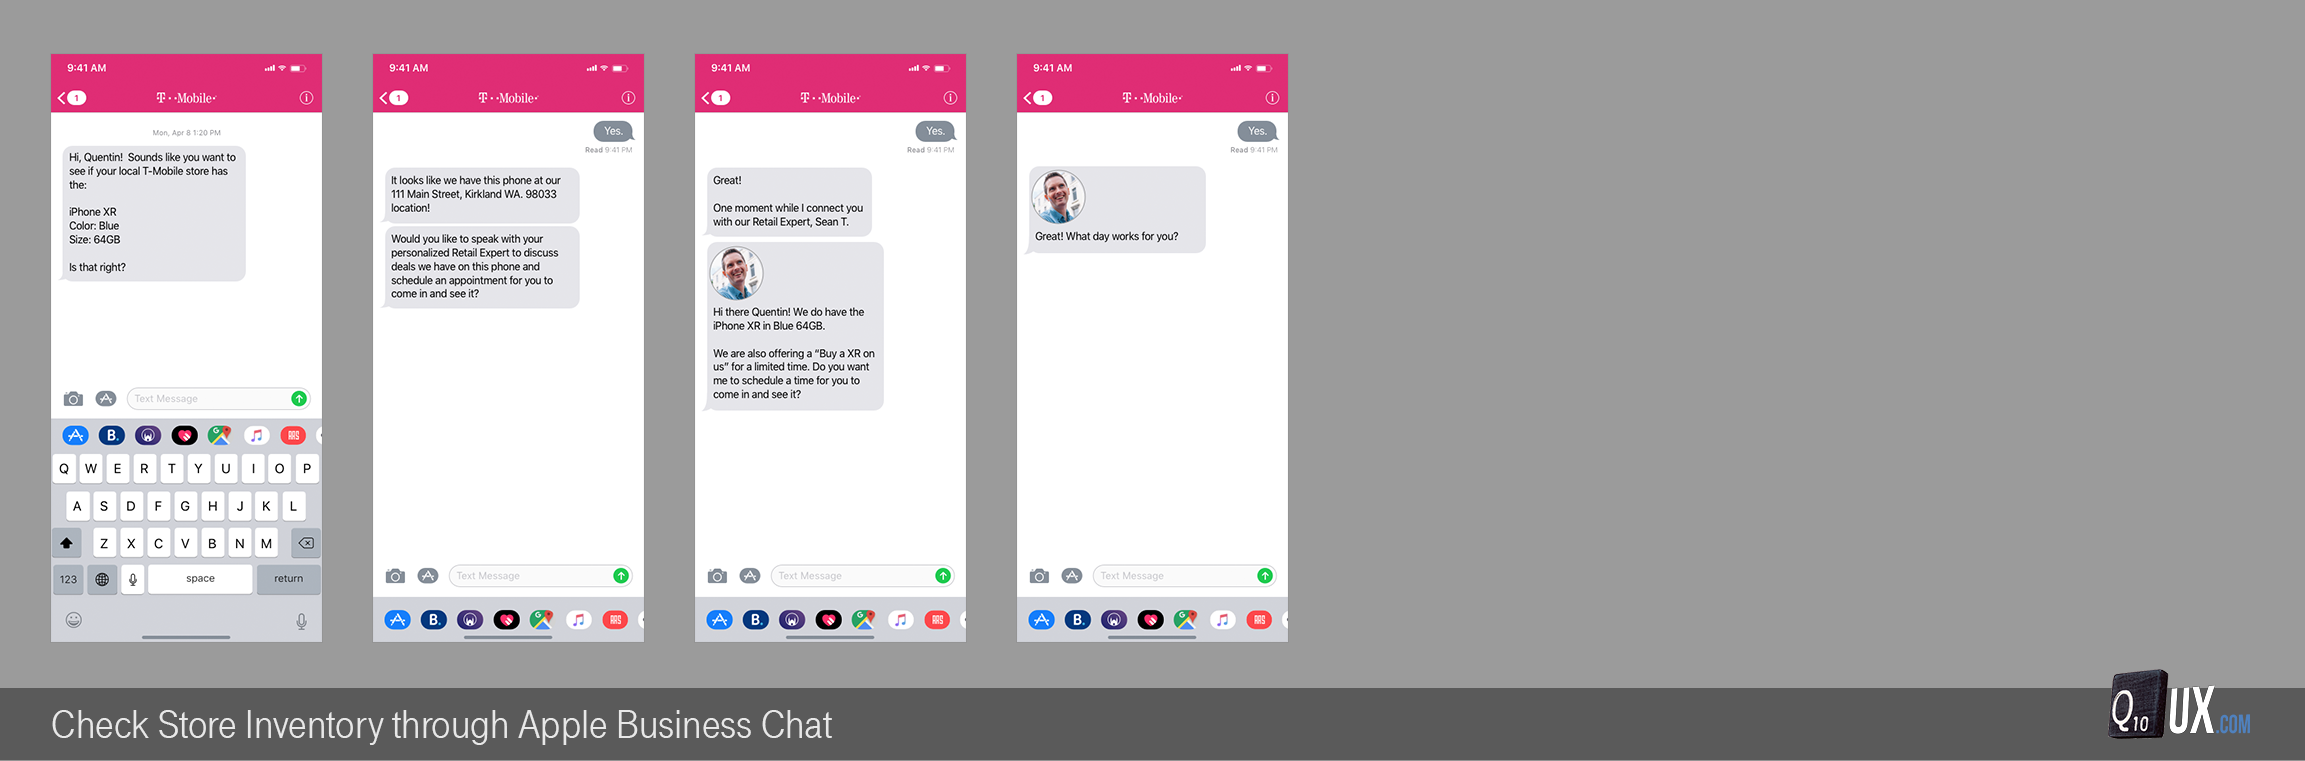 9:41 AM
1
T··Mobile·
Mon, Apr 8 1:20 PM
Hi, Quentin! Sounds like you want to
see if your local T-Mobile store has
the:
iPhone XR
Color: Blue
Size: 64GB
Is that right?
Text Message
B.
G
RRS
Q W E R T Y U I O P
A S D F G H J K L
Z X C V B N M
123
space
return
9:41 AM
1
T··Mobile·
Yes.
Read 9:41 PM
It looks like we have this phone at our
111 Main Street, Kirkland WA. 98033
location!
Would you like to speak with your
personalized Retail Expert to discuss
deals we have on this phone and
schedule an appointment for you to
come in and see it?
Text Message
B.
G
RRS
9:41 AM
1
T··Mobile·
Yes.
Read 9:41 PM
Great!
One moment while I connect you
with our Retail Expert, Sean T.
Hi there Quentin! We do have the
iPhone XR in Blue 64GB.
We are also offering a “Buy a XR on
us” for a limited time. Do you want
me to schedule a time for you to
come in and see it?
Text Message
B.
G
RRS
9:41 AM
1
T··Mobile·
Yes.
Read 9:41 PM
Great! What day works for you?
Text Message
B.
G
RRS
Check Store Inventory through Apple Business Chat
Q10 UX.COM